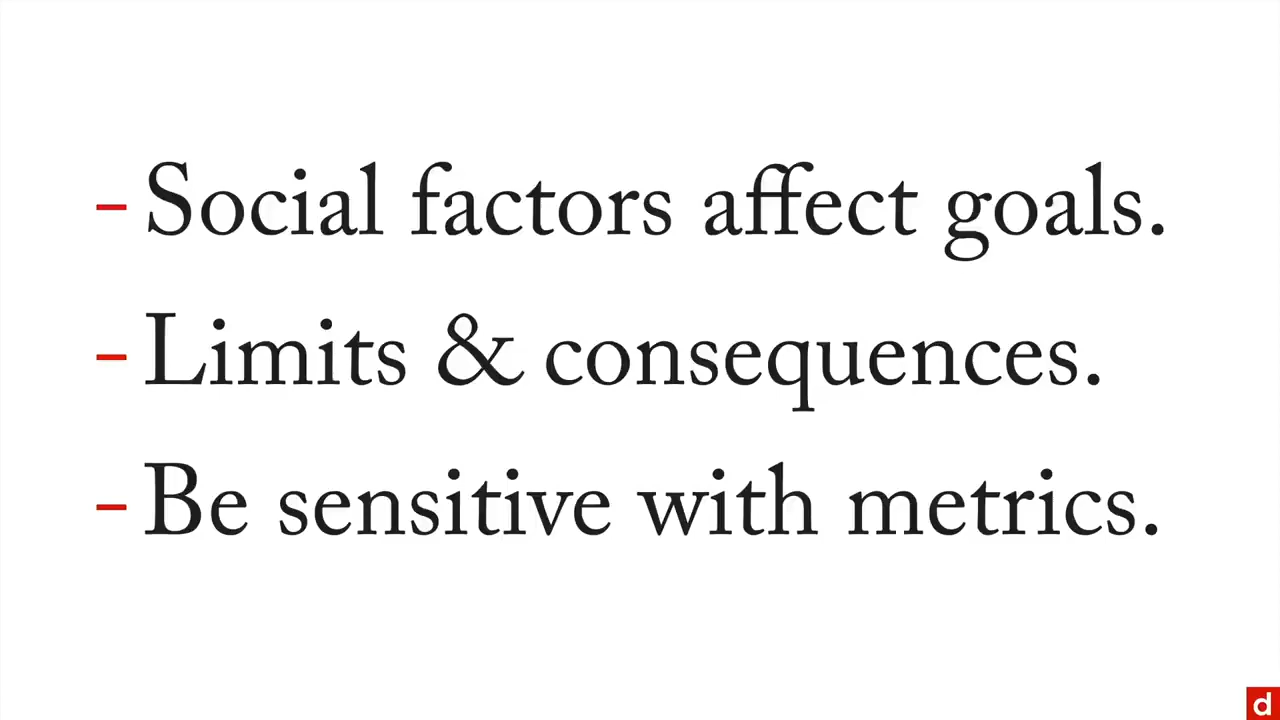 – Social factors affect goals.
– Limits & consequences.
– Be sensitive with metrics.
d